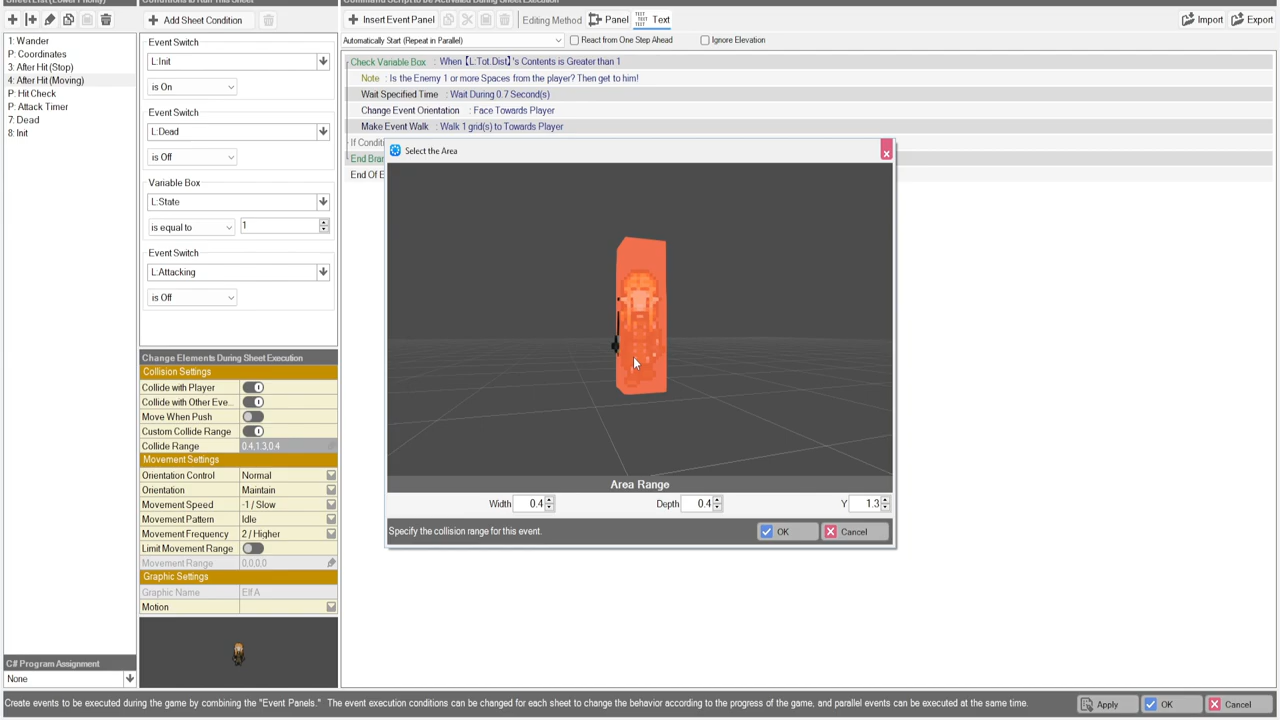 Add Sheet Condition
Insert Event Panel
Editing Method
Panel
Text
Import
Export
Automatically Start (Repeat in Parallel)
React from One Step Ahead
Ignore Elevation
1: Wander
P: Coordinates
3: After Hit (Stop)
4: After Hit (Moving)
P: Hit Check
P: Attack Timer
7: Dead
8: Init
C# Program Assignment
None
Event Switch
L:Init
is On
Event Switch
L:Dead
is Off
Variable Box
L:State
is equal to
1
Event Switch
L:Attacking
is Off
Change Elements During Sheet Execution
Collision Settings
Collide with Player
Collide with Other Eve...
Move When Push
Custom Collide Range
Collide Range 0.4,1.3,0.4
Movement Settings
Orientation Control Normal
Orientation Maintain
Movement Speed -1 / Slow
Movement Pattern Idle
Movement Frequency 2 / Higher
Limit Movement Range
Movement Range 0,0,0,0
Graphic Settings
Graphic Name Elf A
Motion
Check Variable Box : When【L:Tot.Dist】's Contents is Greater than 1
Note : Is the Enemy 1 or more Spaces from the player? Then get to him!
Wait Specified Time : Wait During 0.7 Second(s)
Change Event Orientation : Face Towards Player
Make Event Walk : Walk 1 grid(s) to Towards Player
If Conditi
End Bran
End Of E
Select the Area
Area Range
Width 0.4
Depth 0.4
Y 1.3
Specify the collision range for this event.
OK
Cancel
Create events to be executed during the game by combining the "Event Panels." The event execution conditions can be changed for each sheet to change the behavior according to the progress of the game, and parallel events can be executed at the same time.
Apply
OK
Cancel